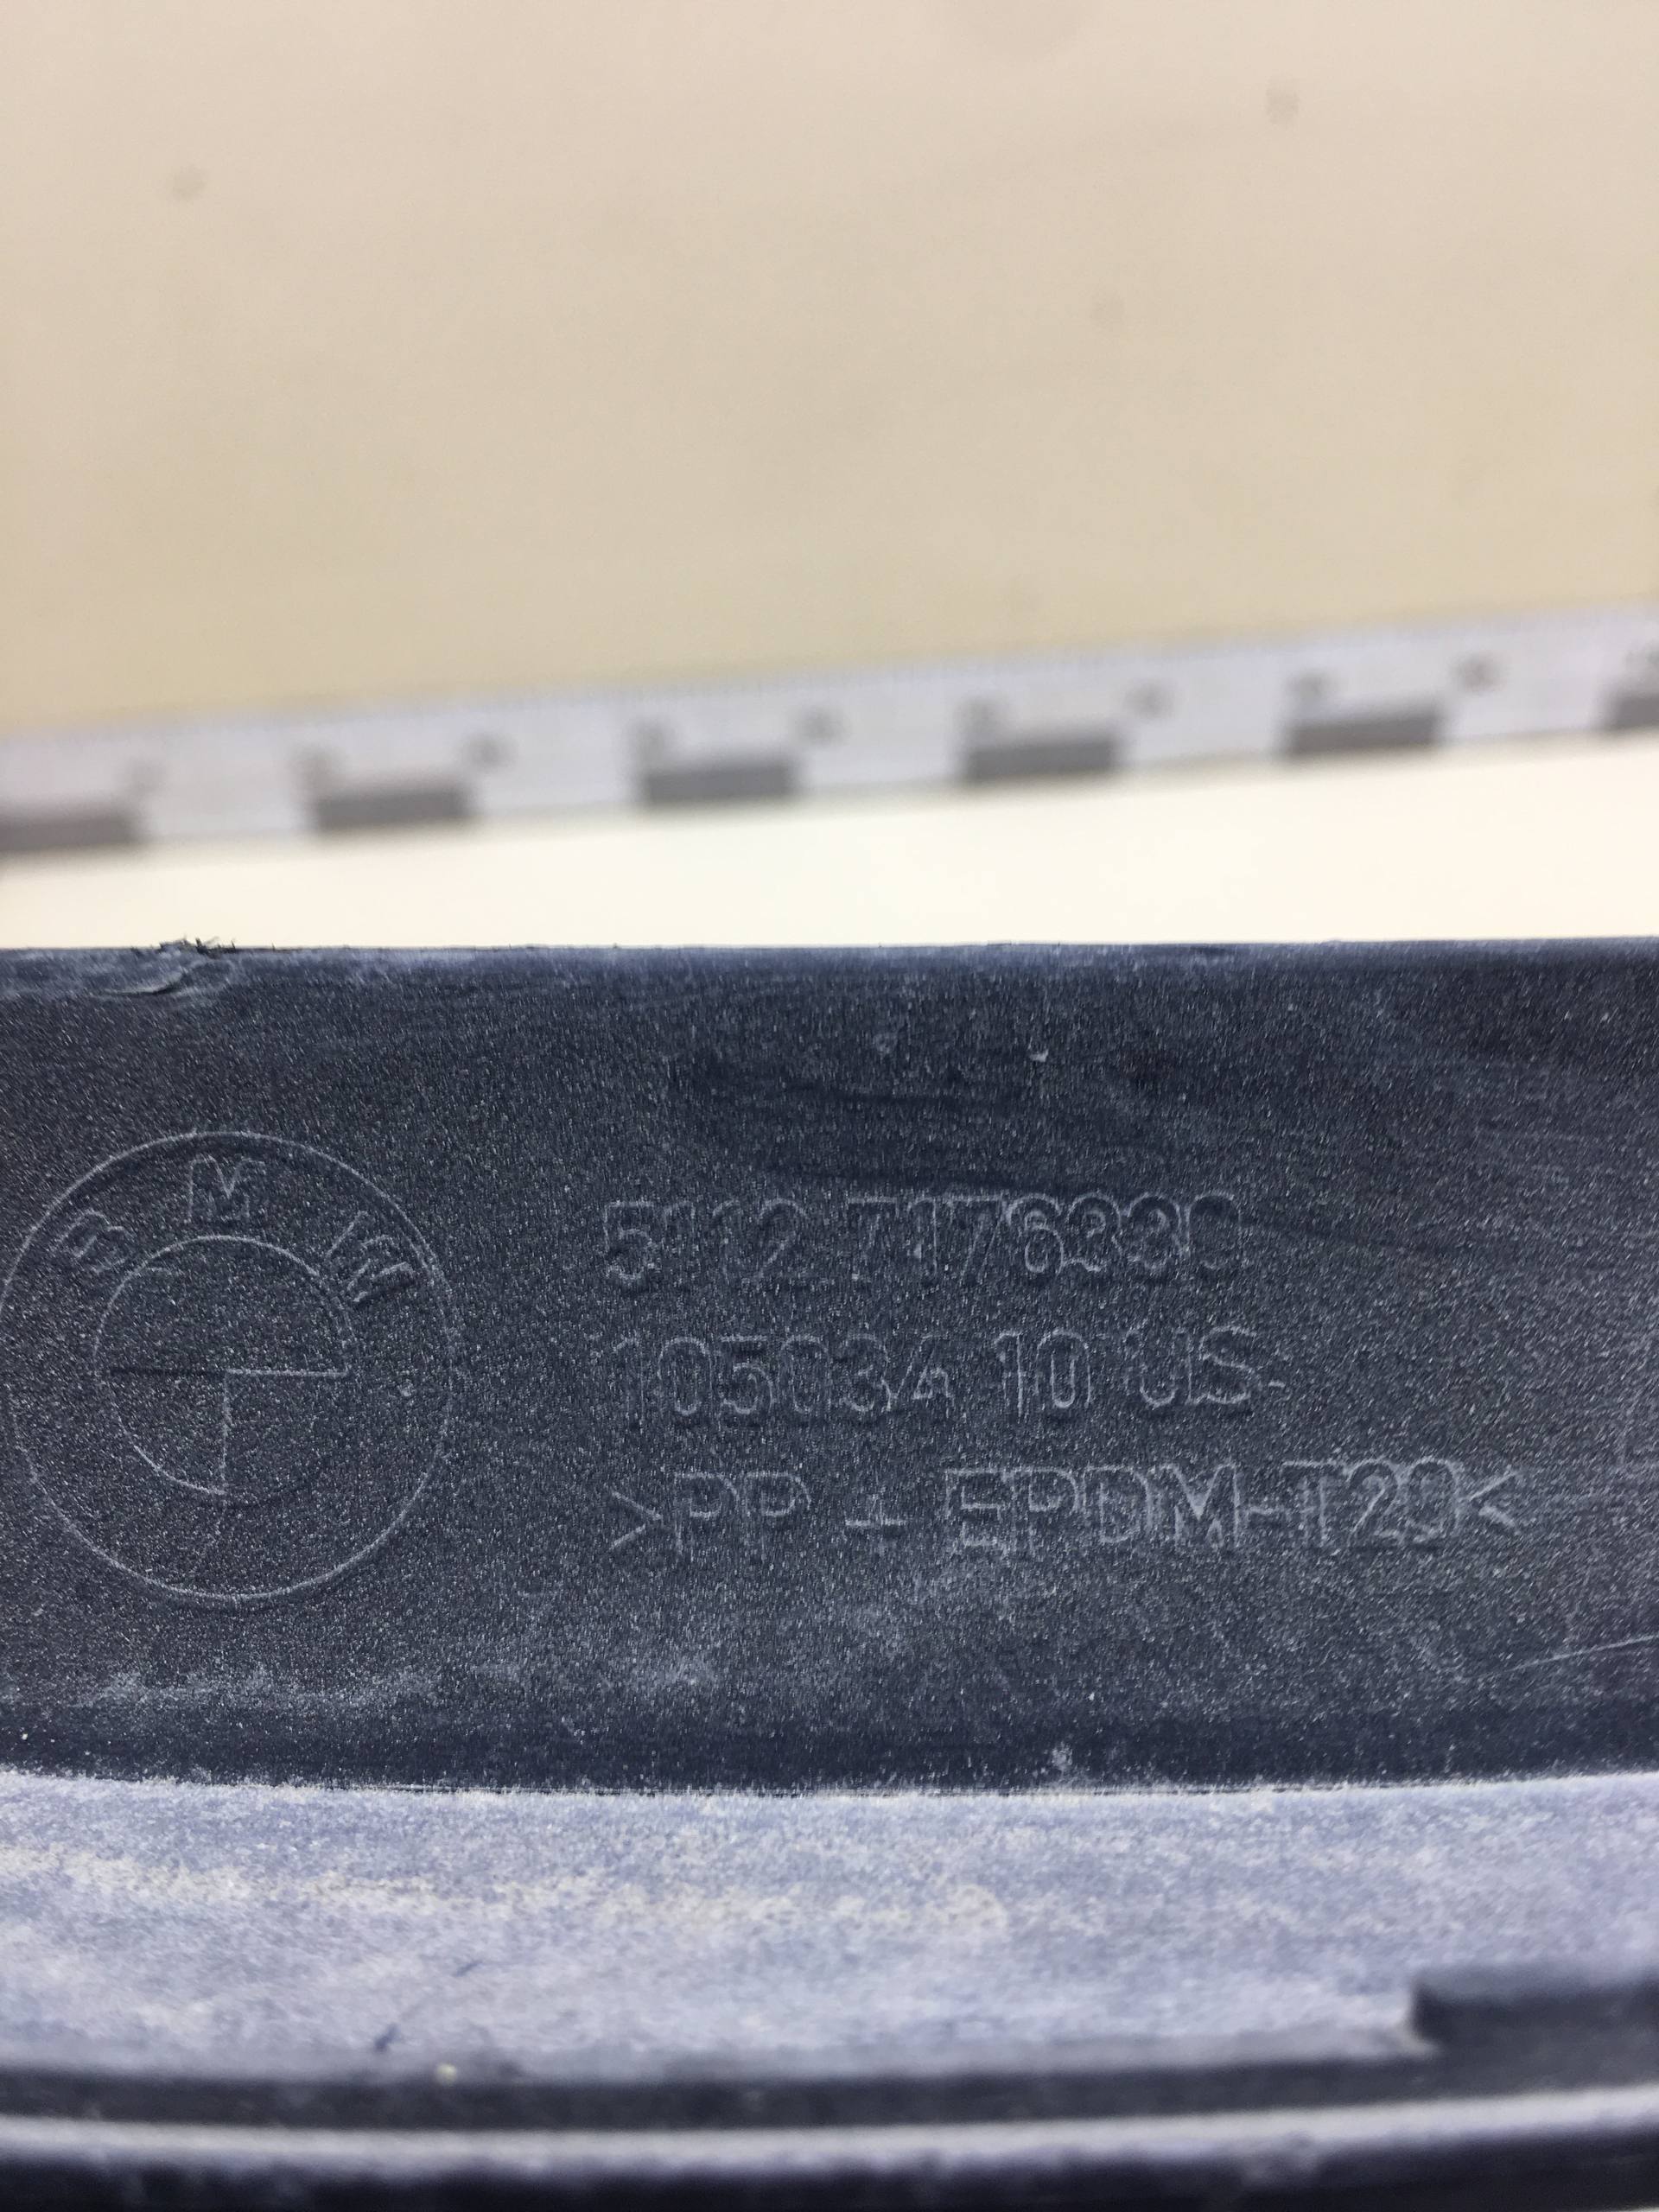 BMW
5112 7176330
105034 10 US
>PP + EPDM-T20<